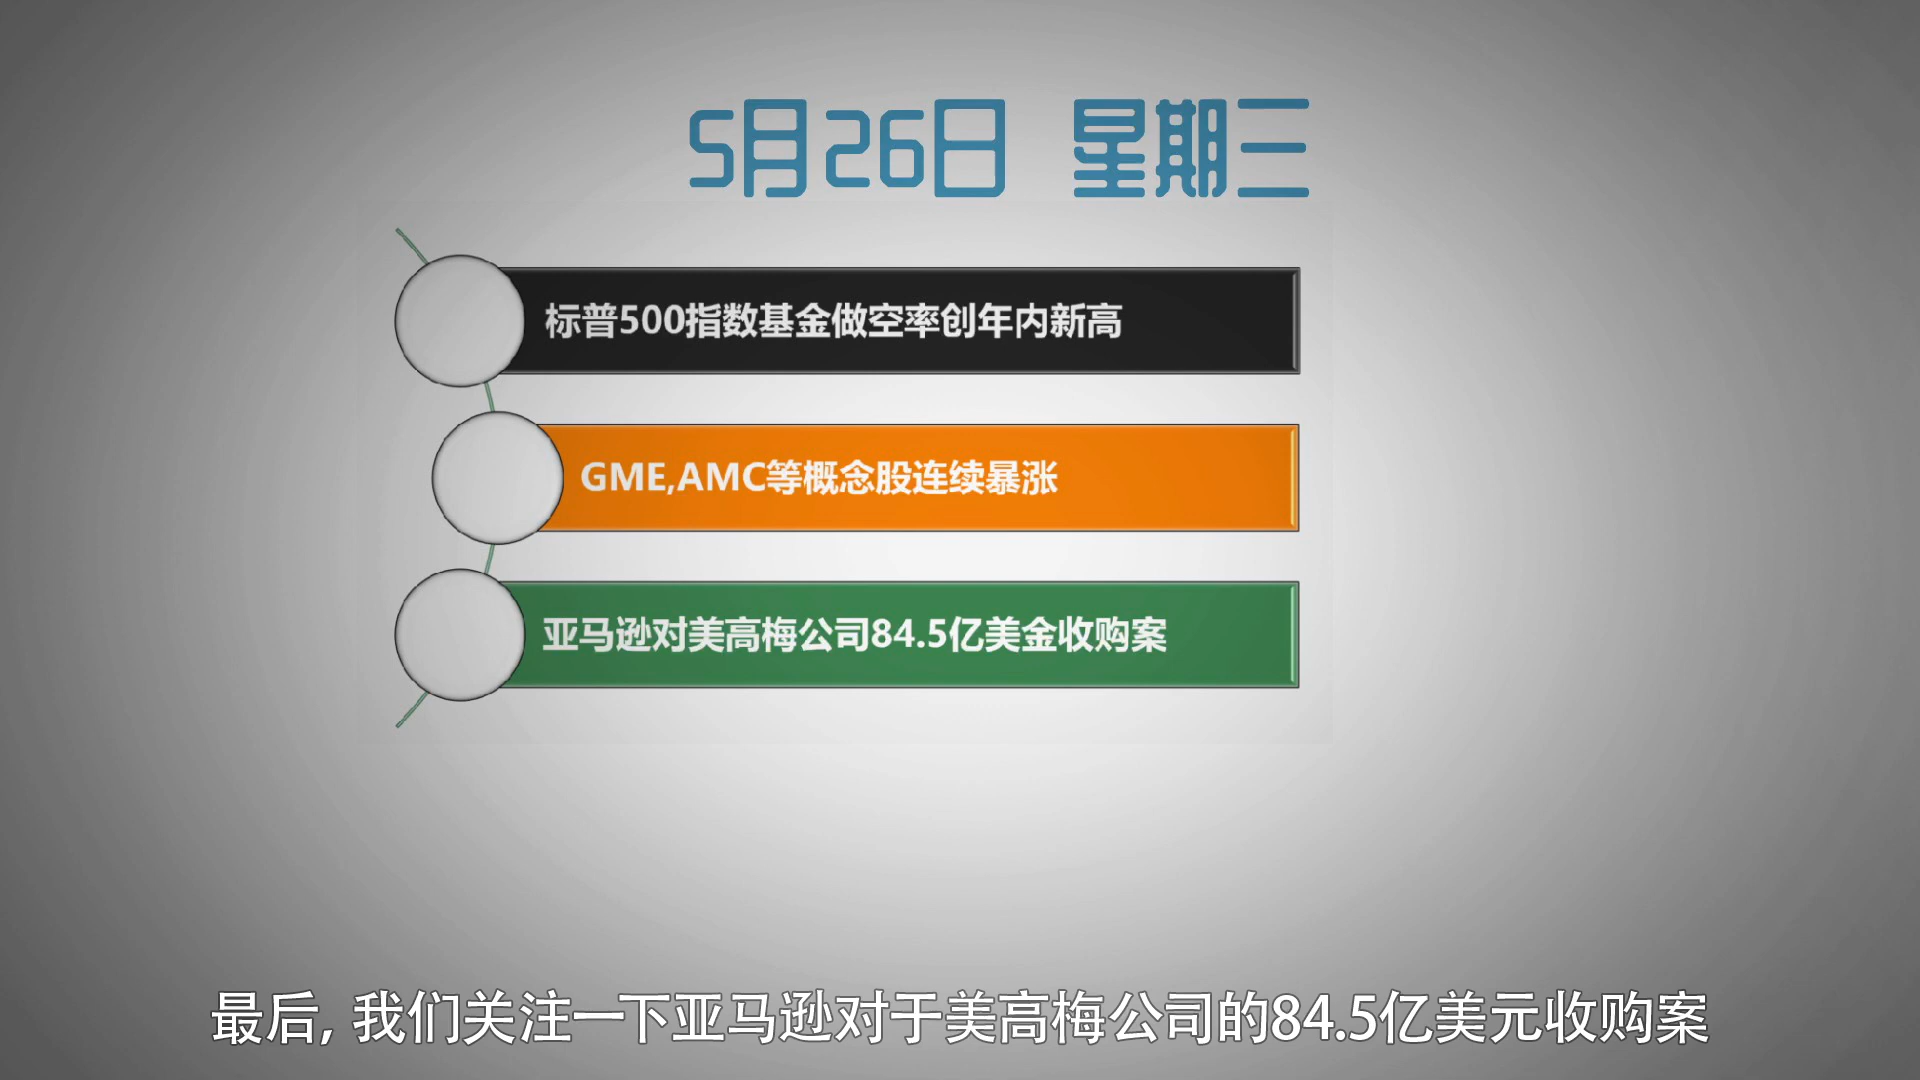 5月26日 星期三
标普500指数基金做空率创年内新高
GME,AMC等概念股连续暴涨
亚马逊对美高梅公司84.5亿美金收购案
最后, 我们关注一下亚马逊对于美高梅公司的84.5亿美元收购案